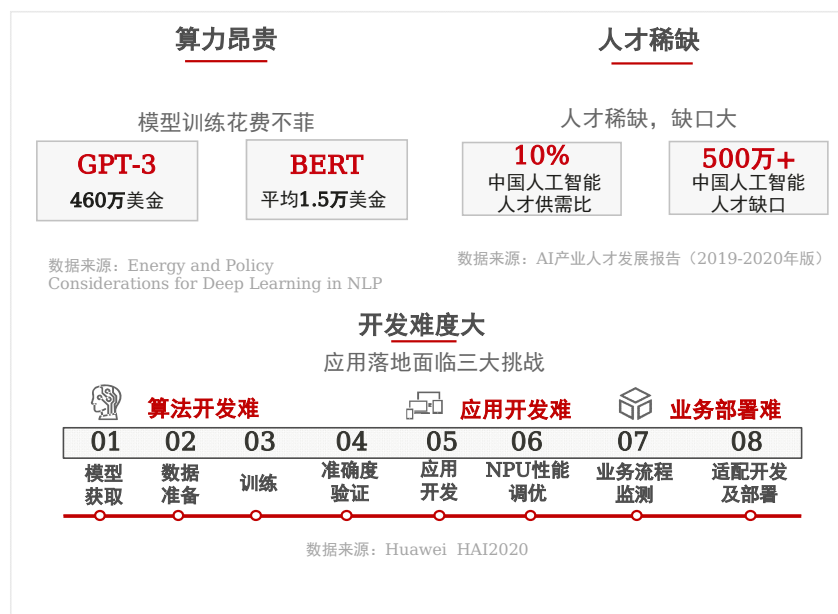 算力昂贵
模型训练花费不菲
GPT-3
460万美金
BERT
平均1.5万美金
数据来源：Energy and Policy
Considerations for Deep Learning in NLP
人才稀缺
人才稀缺，缺口大
10%
中国人工智能
人才供需比
500万+
中国人工智能
人才缺口
数据来源：AI产业人才发展报告（2019-2020年版）
开发难度大
应用落地面临三大挑战
算法开发难
应用开发难
业务部署难
01 02 03 04 05 06 07 08
模型
获取
数据
准备
训练
准确度
验证
应用
开发
NPU性能
调优
业务流程
监测
适配开发
及部署
数据来源：Huawei HAI2020